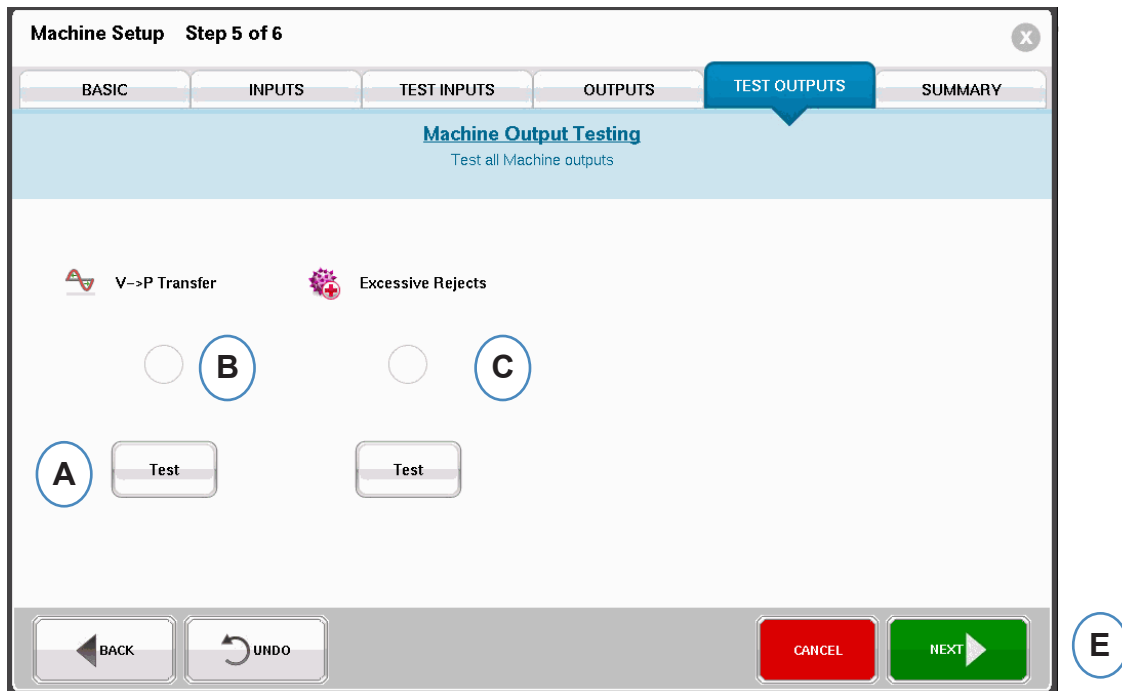 Machine Setup Step 5 of 6
X
BASIC INPUTS TEST INPUTS OUTPUTS TEST OUTPUTS SUMMARY
Machine Output Testing
Test all Machine outputs
V->P Transfer Excessive Rejects
B C
A Test Test
BACK UNDO CANCEL NEXT E